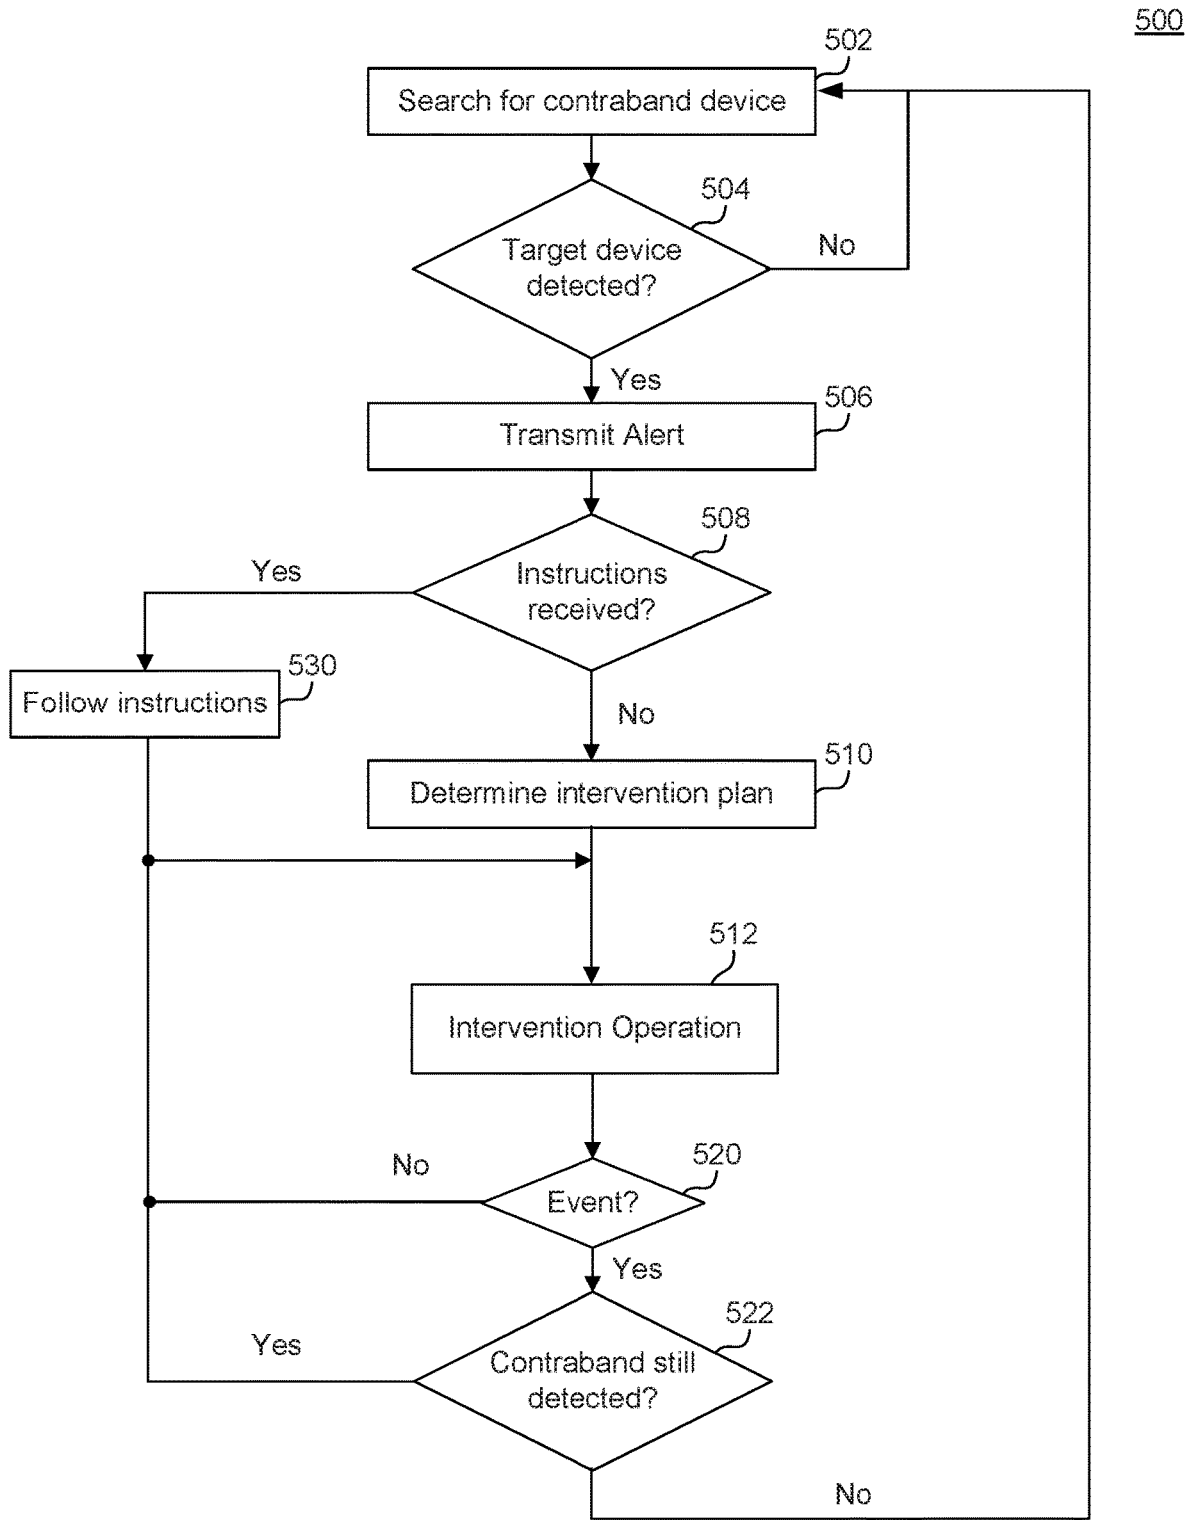 500
502
Search for contraband device
504
Target device
detected?
No
Yes
506
Transmit Alert
508
Instructions
received?
Yes
530
Follow instructions
No
510
Determine intervention plan
512
Intervention Operation
520
No
Event?
Yes
522
Yes
Contraband still
detected?
No